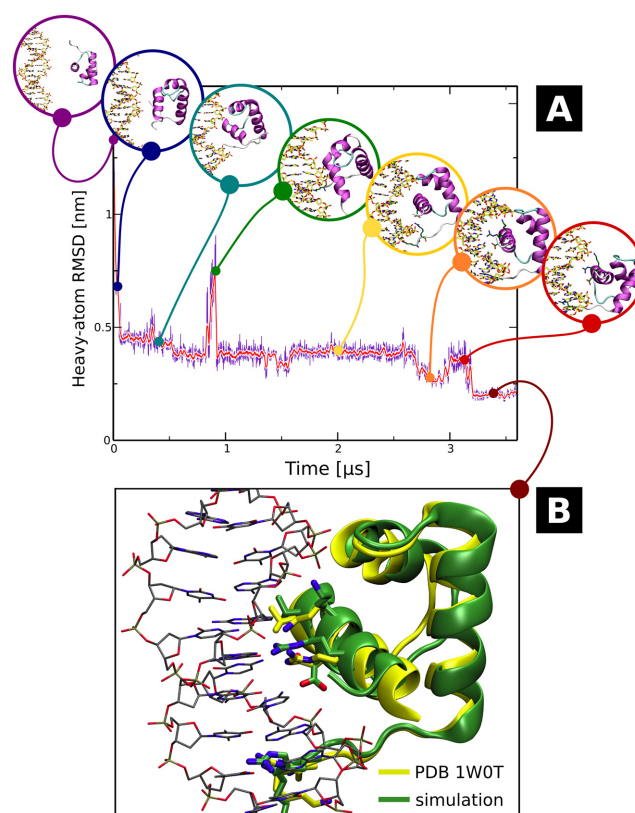 A
Heavy-atom RMSD [nm]
1
0.5
0
0
1
2
3
Time [µs]
B
PDB 1W0T
simulation